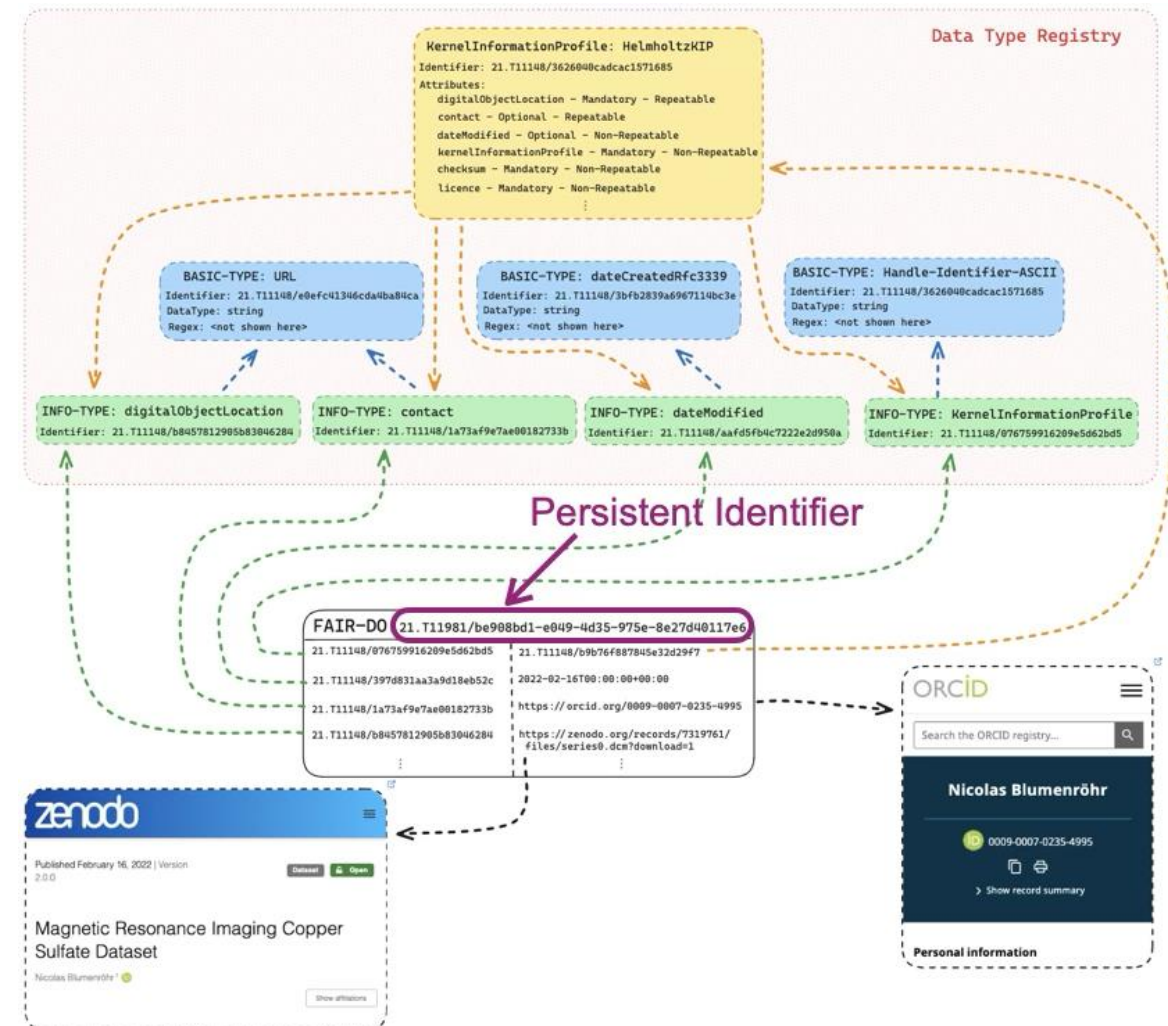 Data Type Registry
KernelInformationProfile: HelmholtzKIP
Identifier: 21.T11148/3626040cadcac1571685
Attributes:
digitalObjectLocation - Mandatory - Repeatable
contact - Optional - Repeatable
dateModified - Optional - Non-Repeatable
kernelInformationProfile - Mandatory - Non-Repeatable
checksum - Mandatory - Non-Repeatable
licence - Mandatory - Non-Repeatable
⋮
BASIC-TYPE: URL
Identifier: 21.T11148/e0efc41346cda4ba84ca
DataType: string
Regex: <not shown here>
BASIC-TYPE: dateCreatedRfc3339
Identifier: 21.T11148/3bfb2839a6967114bc3e
DataType: string
Regex: <not shown here>
BASIC-TYPE: Handle-Identifier-ASCII
Identifier: 21.T11148/3626040cadcac1571685
DataType: string
Regex: <not shown here>
INFO-TYPE: digitalObjectLocation
Identifier: 21.T11148/b8457812905b83046284
INFO-TYPE: contact
Identifier: 21.T11148/1a73af9e7ae00182733b
INFO-TYPE: dateModified
Identifier: 21.T11148/aafd5fb4c7222e2d950a
INFO-TYPE: KernelInformationProfile
Identifier: 21.T11148/076759916209e5d62bd5
Persistent Identifier
FAIR-DO 21.T11981/be908bd1-e049-4d35-975e-8e27d40117e6
21.T11148/076759916209e5d62bd5 21.T11148/b9b76f887845e32d29f7
21.T11148/397d831aa3a9d18eb52c 2022-02-16T00:00:00+00:00
21.T11148/1a73af9e7ae00182733b https://orcid.org/0009-0007-0235-4995
21.T11148/b8457812905b83046284 https://zenodo.org/records/7319761/
files/series0.dcm?download=1
⋮ ⋮
zenodo
Published February 16, 2022 | Version
2.0.0
Dataset
Open
Magnetic Resonance Imaging Copper
Sulfate Dataset
Nicolas Blumenröhr¹
Show affiliations
ORCID
Search the ORCID registry...
Nicolas Blumenröhr
iD 0009-0007-0235-4995
> Show record summary
Personal information